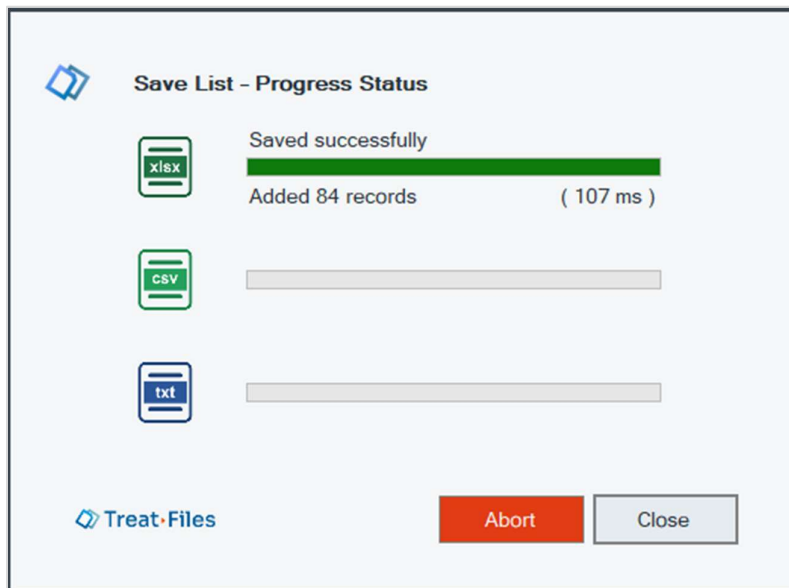 Save List - Progress Status
Saved successfully
xlsx
Added 84 records ( 107 ms )
csv
txt
Treat·Files
Abort
Close